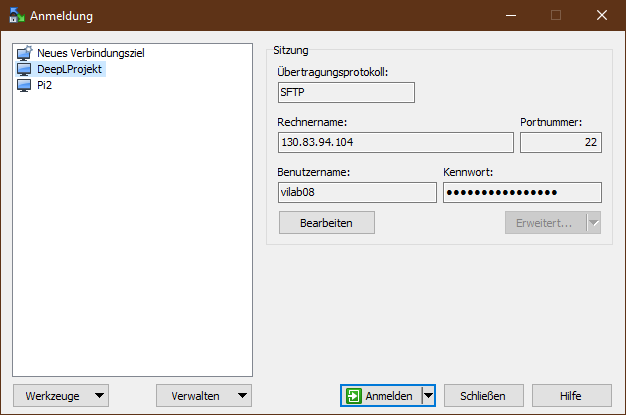 Anmeldung
Neues Verbindungsziel
DeepLProjekt
Pi2
Sitzung
Übertragungsprotokoll:
SFTP
Rechnername:
Portnummer:
130.83.94.104
22
Benutzername:
Kennwort:
vilab08
●●●●●●●●●●●●●●●●
Bearbeiten
Erweitert...
Werkzeuge
Verwalten
Anmelden
Schließen
Hilfe